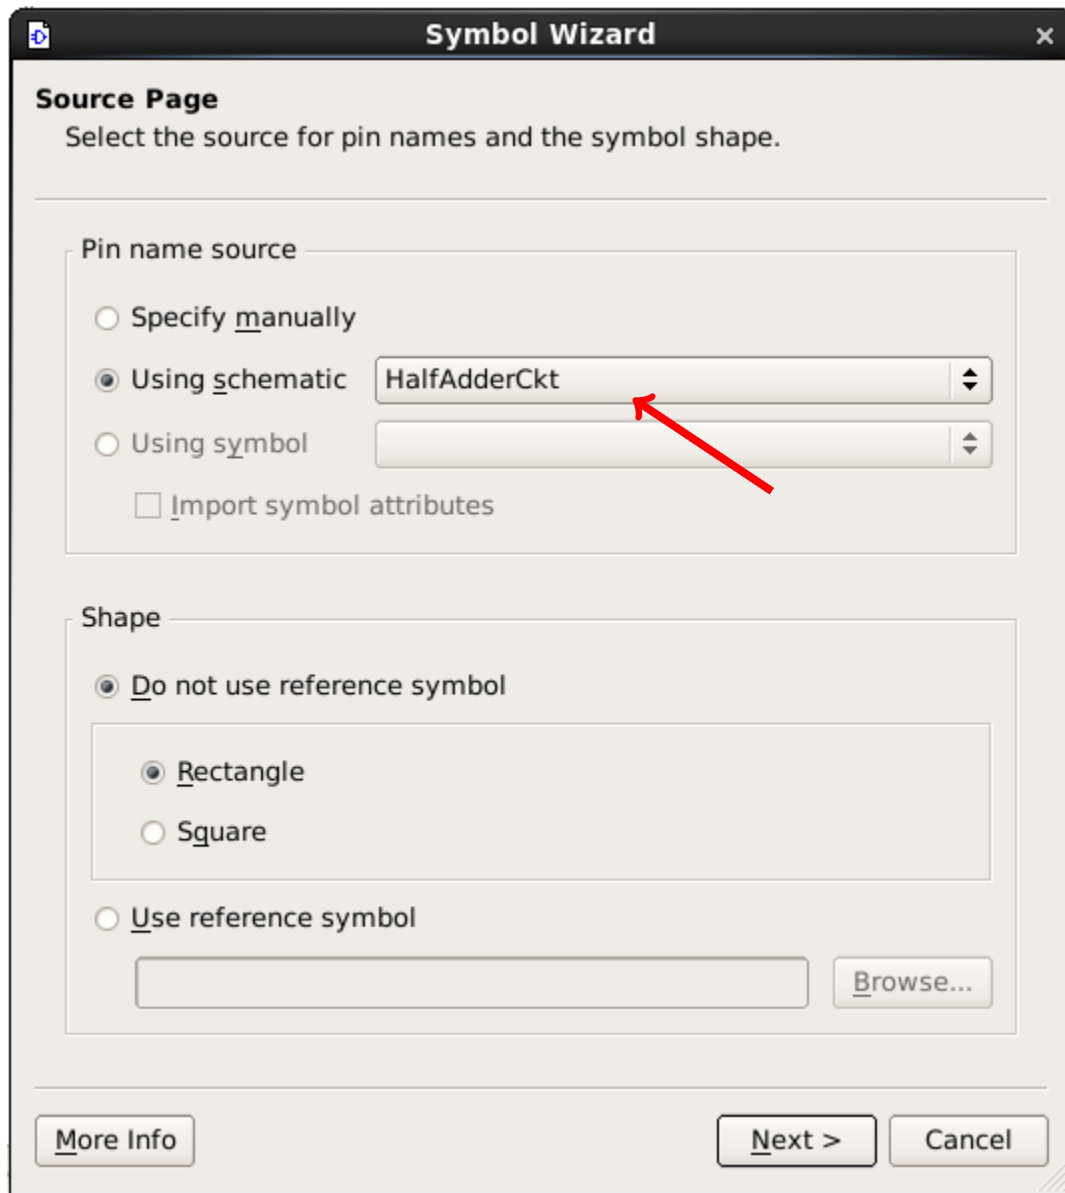 Symbol Wizard
Source Page
Select the source for pin names and the symbol shape.
Pin name source
Specify manually
Using schematic HalfAdderCkt
Using symbol
Import symbol attributes
Shape
Do not use reference symbol
Rectangle
Square
Use reference symbol
Browse...
More Info Next > Cancel